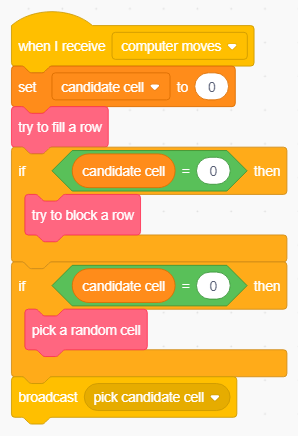 when I receive computer moves
set candidate cell to 0
try to fill a row
if candidate cell = 0 then
try to block a row
if candidate cell = 0 then
pick a random cell
broadcast pick candidate cell